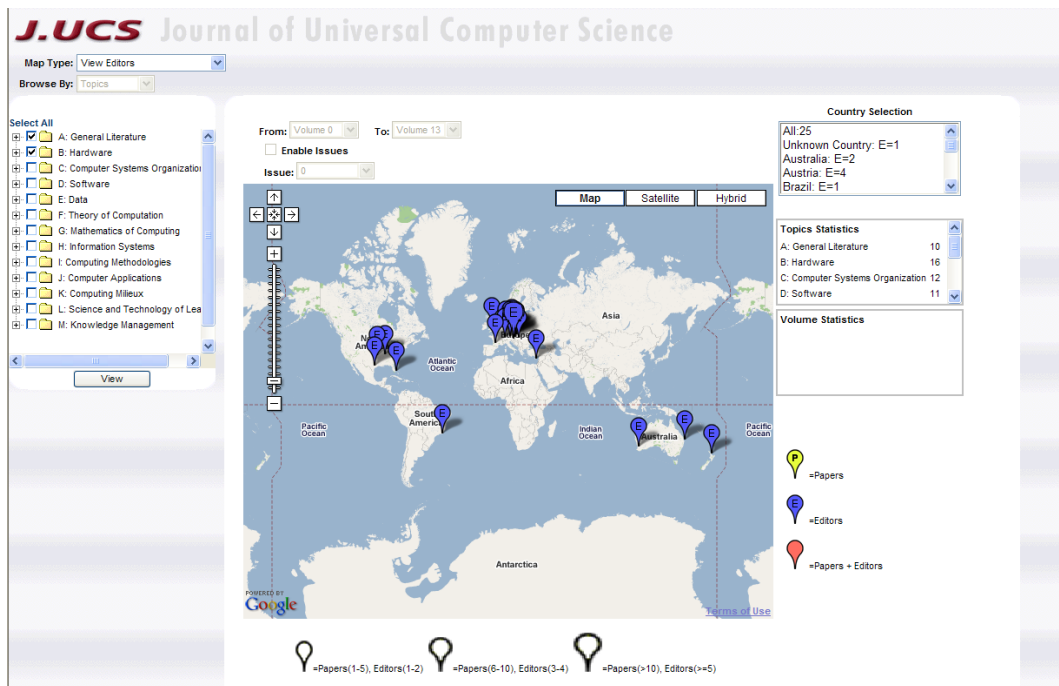 J.UCS Journal of Universal Computer Science
Map Type: View Editors
Browse By: Topics
Select All
A: General Literature
B: Hardware
C: Computer Systems Organization
D: Software
E: Data
F: Theory of Computation
G: Mathematics of Computing
H: Information Systems
I: Computing Methodologies
J: Computer Applications
K: Computing Milieux
L: Science and Technology of Lea
M: Knowledge Management
View
From: Volume 0 To: Volume 13
Enable Issues
Issue: 0
Map Satellite Hybrid
Asia
Atlantic
Ocean
Africa
South
Americ
Pacific
Ocean
Indian
Ocean
Australia
Pacific
Ocean
Antarctica
POWERED BY
Google
Terms of Use
Country Selection
All:25
Unknown Country: E=1
Australia: E=2
Austria: E=4
Brazil: E=1
Topics Statistics
A: General Literature 10
B: Hardware 16
C: Computer Systems Organization 12
D: Software 11
Volume Statistics
P =Papers
E =Editors
=Papers + Editors
=Papers(1-5), Editors(1-2) =Papers(6-10), Editors(3-4) =Papers(>10), Editors(>=5)